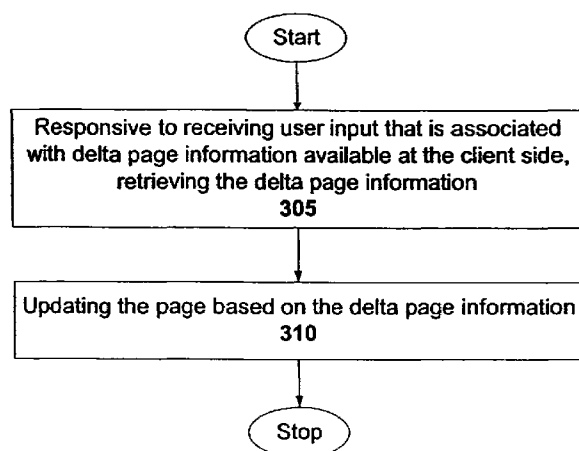 Start
Responsive to receiving user input that is associated
with delta page information available at the client side,
retrieving the delta page information
305
Updating the page based on the delta page information
310
Stop